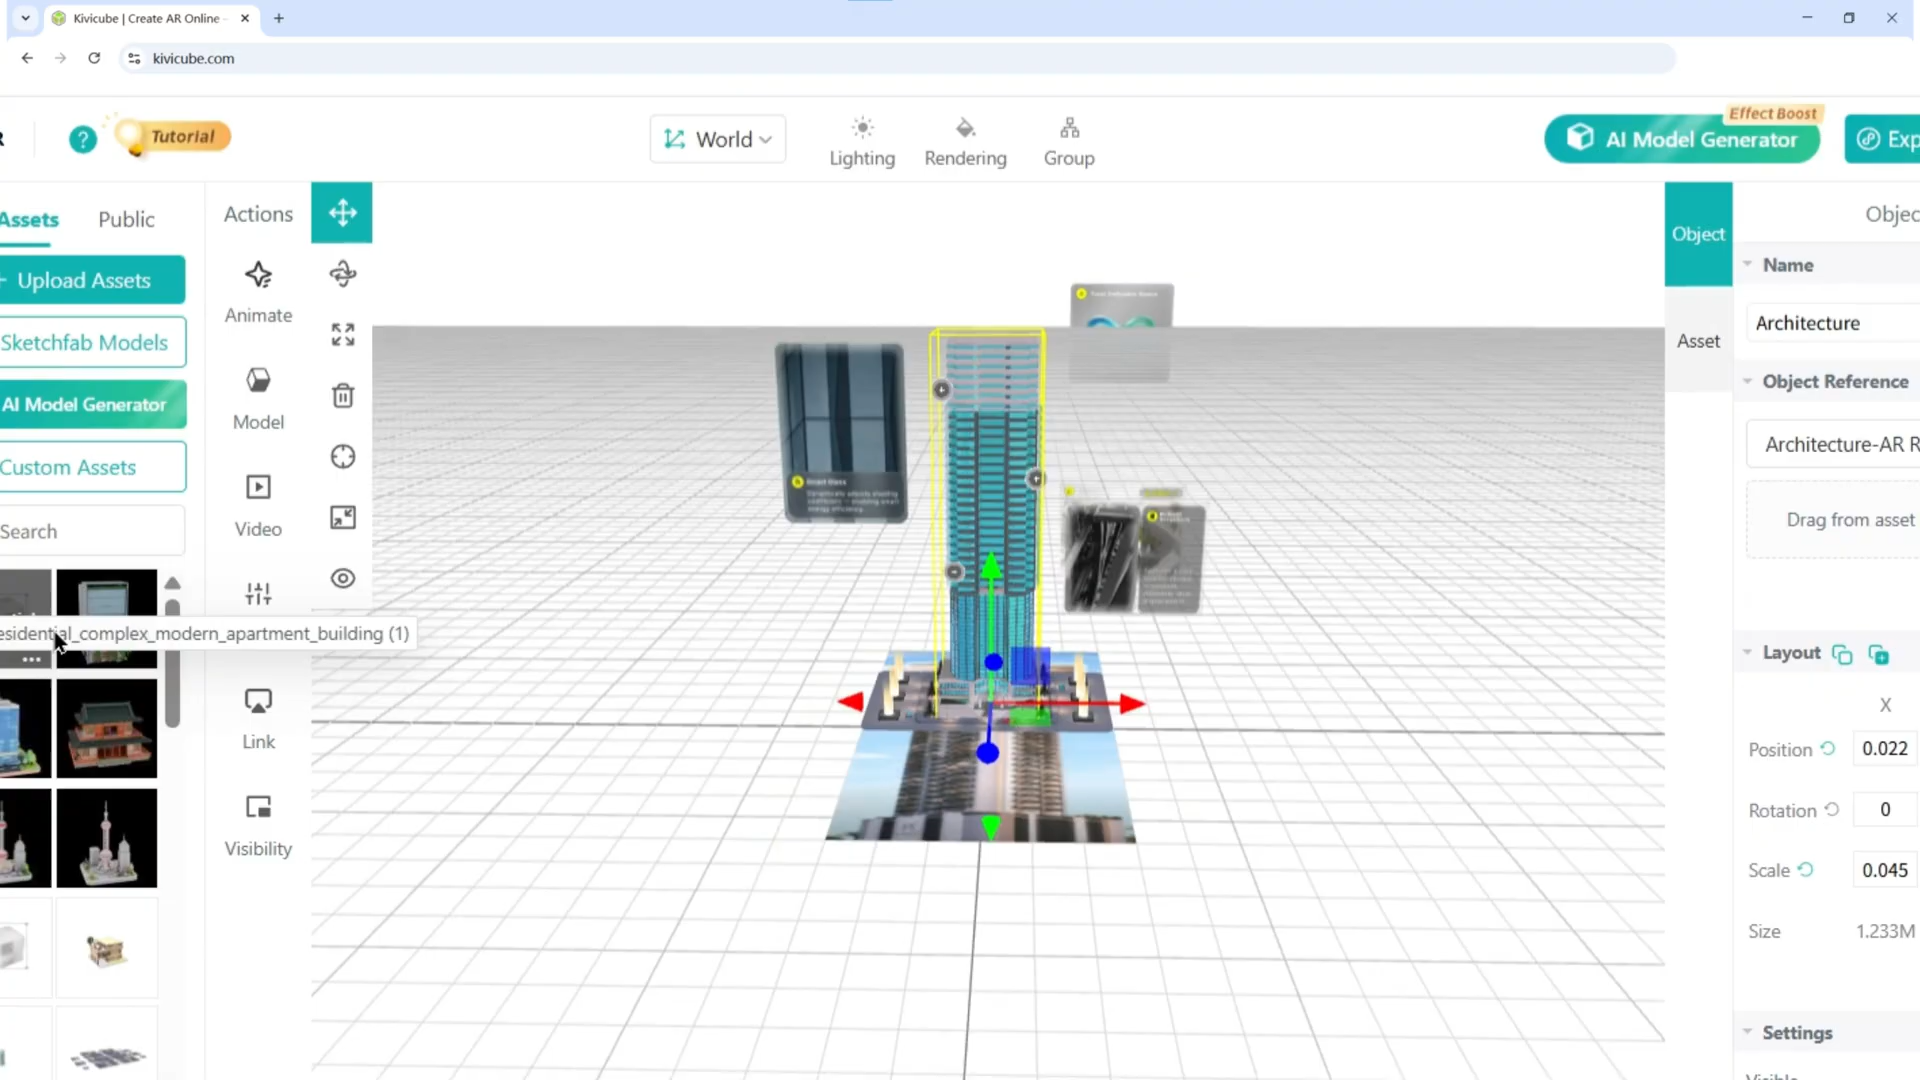 Kivicube | Create AR Online -
kivicube.com
R
?
Tutorial
World
Lighting
Rendering
Group
Effect Boost
AI Model Generator
Exp
Assets
Public
Upload Assets
Sketchfab Models
AI Model Generator
Custom Assets
Search
esidential_complex_modern_apartment_building (1)
Actions
Animate
Model
Video
Link
Visibility
Smart Glass
Object
Asset
Objec
Name
Architecture
Object Reference
Architecture-AR R
Drag from asset
Layout
X
Position
0.022
Rotation
0
Scale
0.045
Size
1.233M
Settings